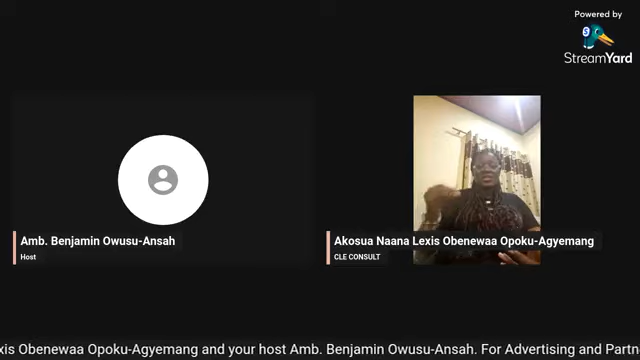 Powered by
StreamYard
Amb. Benjamin Owusu-Ansah
Host
Akosua Naana Lexis Obenewaa Opoku-Agyemang
CLE CONSULT
xis Obenewaa Opoku-Agyemang and your host Amb. Benjamin Owusu-Ansah. For Advertising and Partn